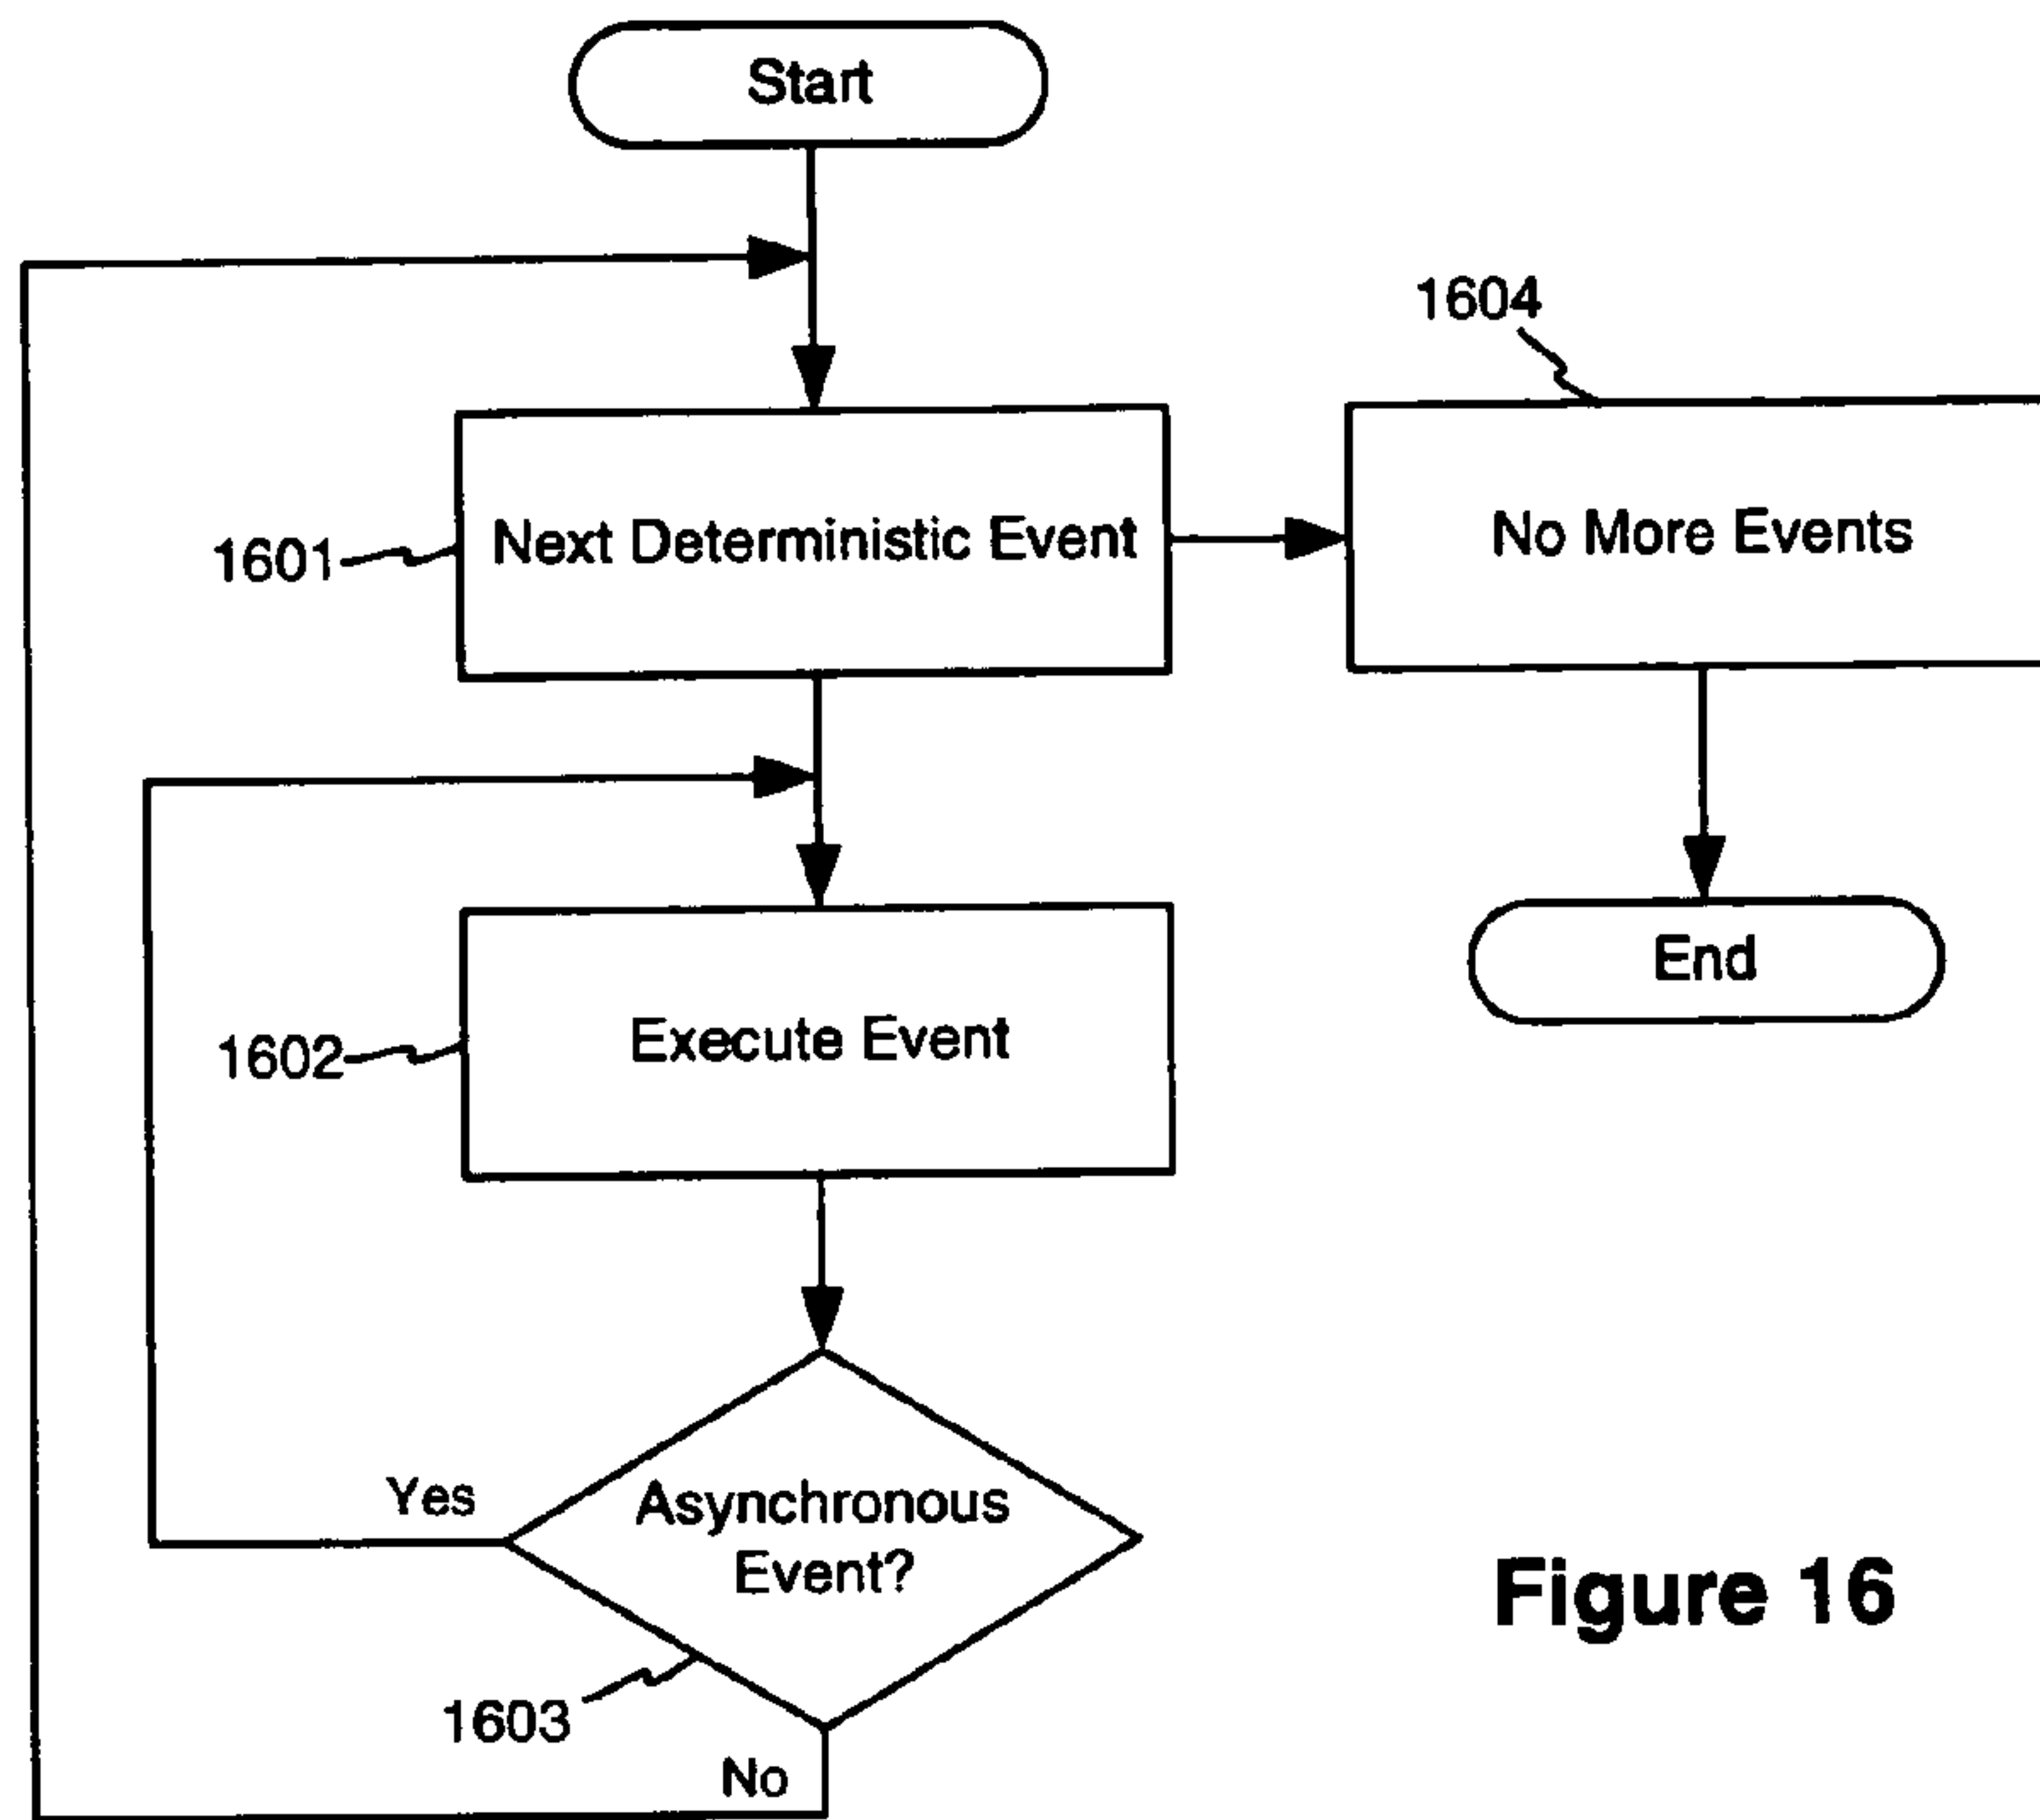 Start
1604
1601
Next Deterministic Event
No More Events
1602
Execute Event
End
Yes
Asynchronous
Event?
1603
No
Figure 16